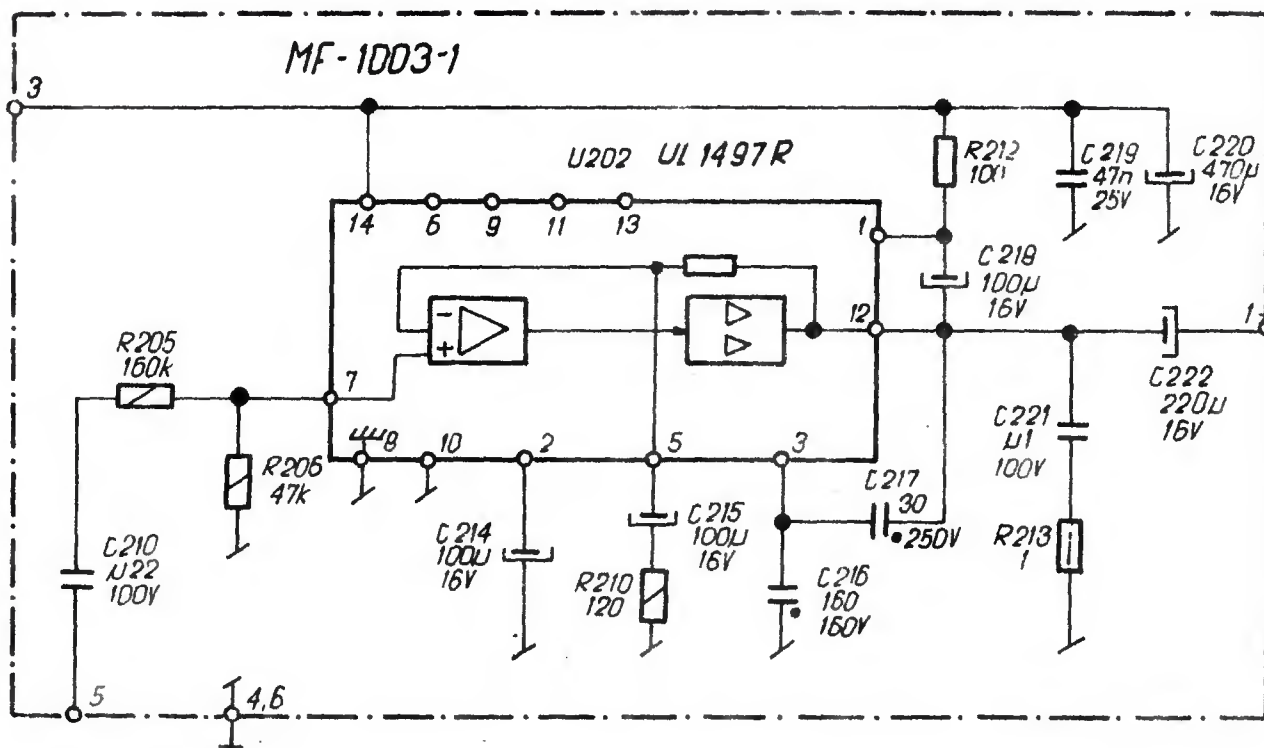 MF-1003-1
3
U202 UL1497R
R212
100
C219
47n
25V
C220
470µ
16V
14
6
9
11
13
1
C218
100µ
16V
-
+
12
1
R205
160k
7
R206
47k
8
10
2
5
3
C217
30
250V
C222
220µ
16V
C221
µ1
100V
C210
µ22
100V
C214
100µ
16V
C215
100µ
16V
R210
120
C216
160
160V
R213
1
5
4,6